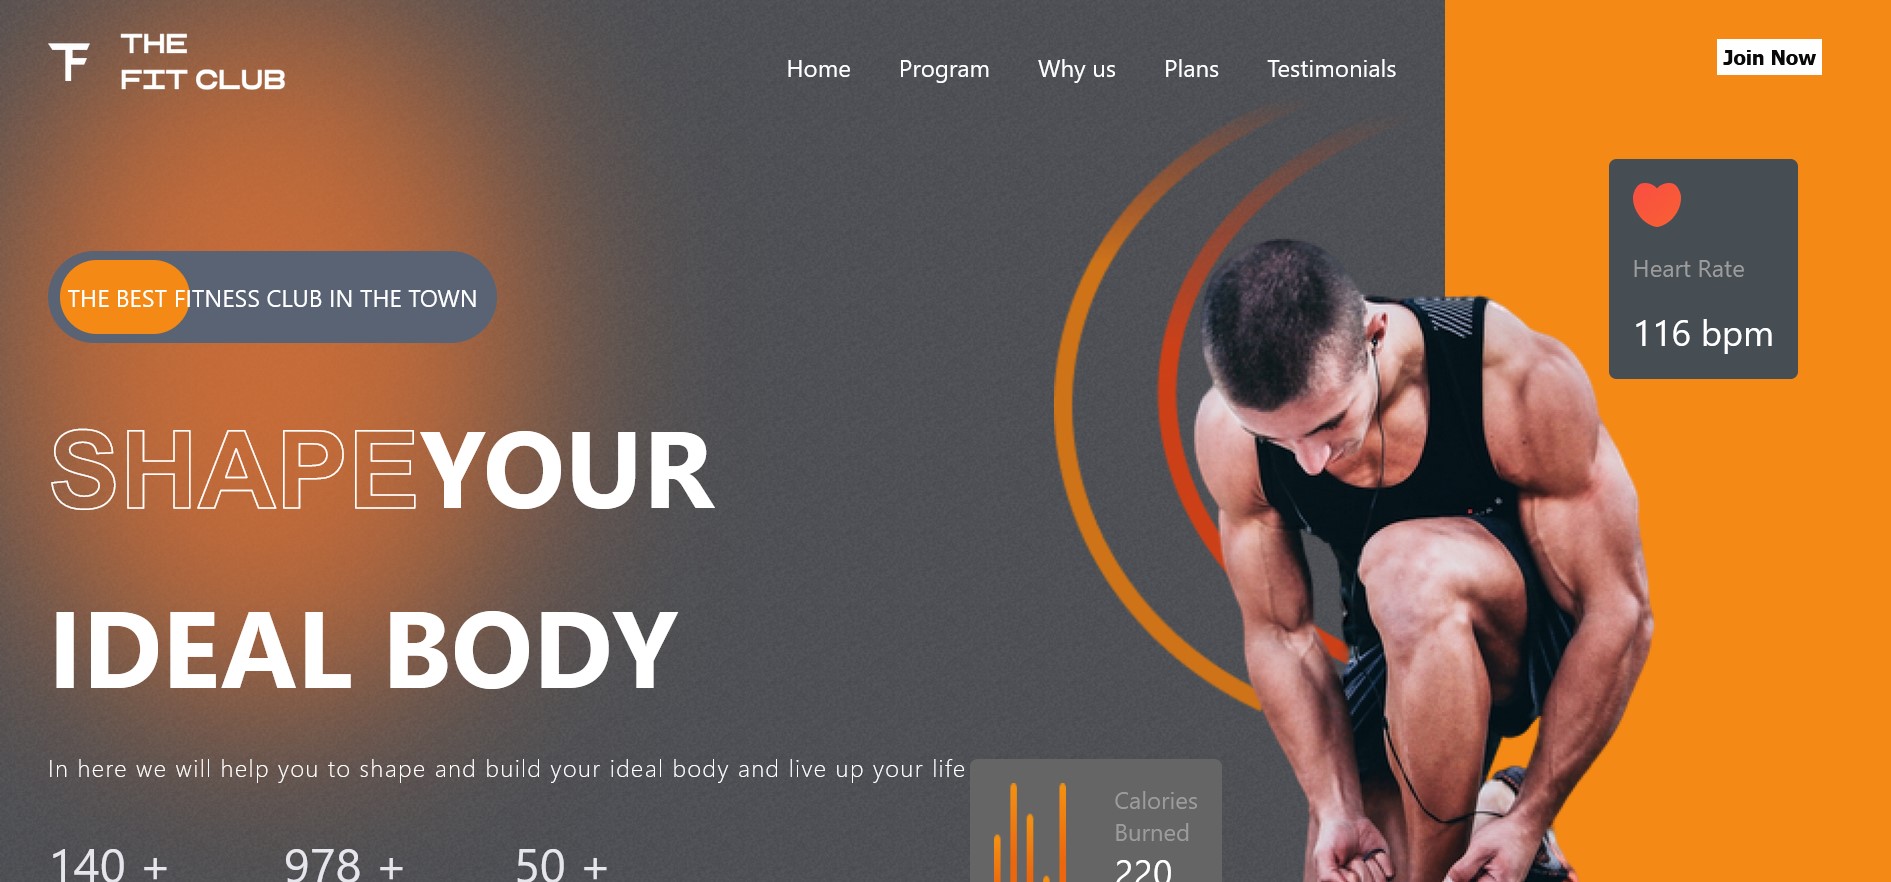 THE
FIT CLUB
Home Program Why us Plans Testimonials
Join Now
Heart Rate
116 bpm
THE BEST FITNESS CLUB IN THE TOWN
SHAPEYOUR
IDEAL BODY
In here we will help you to shape and build your ideal body and live up your life
Calories
Burned
220
140 + 978 + 50 +